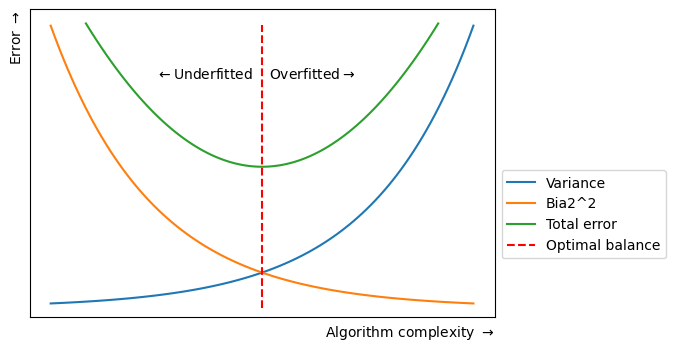 Error →
← Underfitted
Overfitted →
Variance
Bia2^2
Total error
Optimal balance
Algorithm complexity →